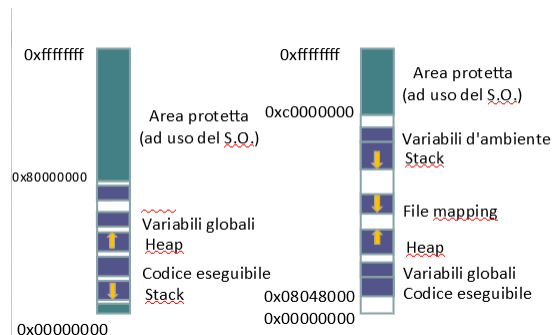 0xffffffff
Area protetta
(ad uso del S.O.)
0x80000000
Variabili globali
Heap
Codice eseguibile
Stack
0x00000000
0xffffffff
Area protetta
(ad uso del S.O.)
0xc0000000
Variabili d'ambiente
Stack
File mapping
Heap
Variabili globali
0x08048000
Codice eseguibile
0x00000000